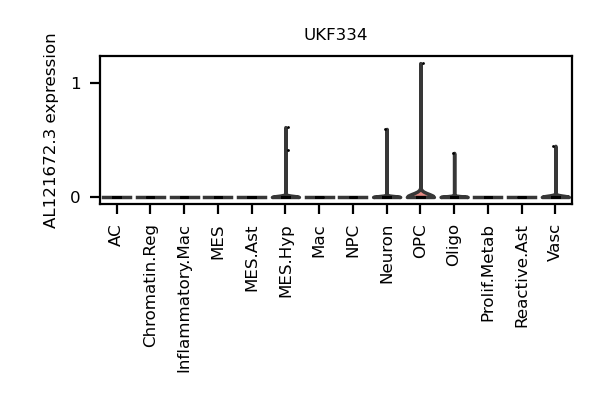 UKF334
AL121672.3 expression
1
0
AC
Chromatin.Reg
Inflammatory.Mac
MES
MES.Ast
MES.Hyp
Mac
NPC
Neuron
OPC
Oligo
Prolif.Metab
Reactive.Ast
Vasc